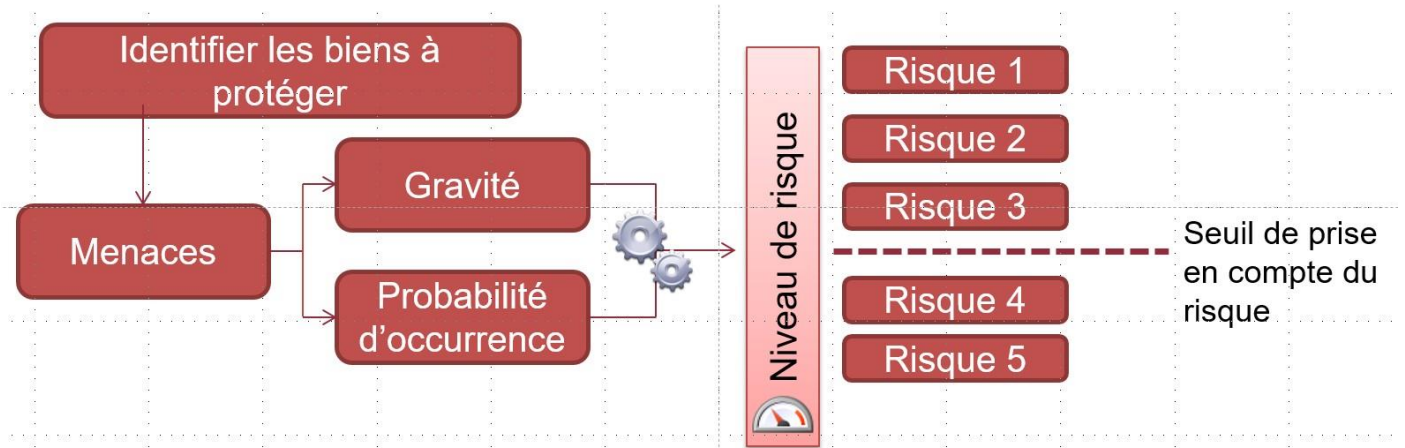 Identifier les biens à
protéger
Menaces
Gravité
Probabilité
d’occurrence
Niveau de risque
Risque 1
Risque 2
Risque 3
Risque 4
Risque 5
Seuil de prise
en compte du
risque